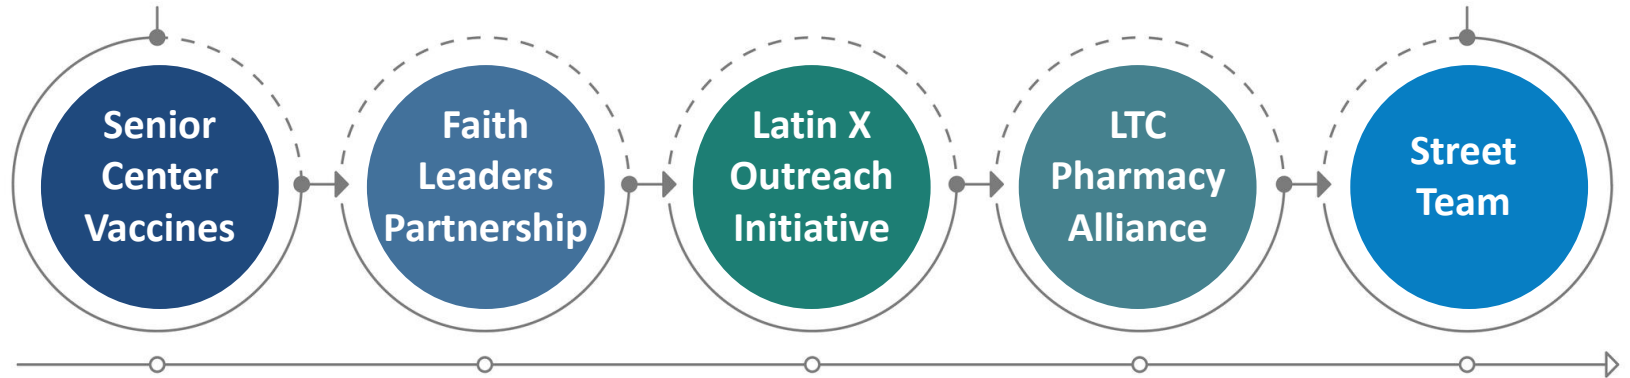 Senior
Center
Vaccines
Faith
Leaders
Partnership
Latin X
Outreach
Initiative
LTC
Pharmacy
Alliance
Street
Team